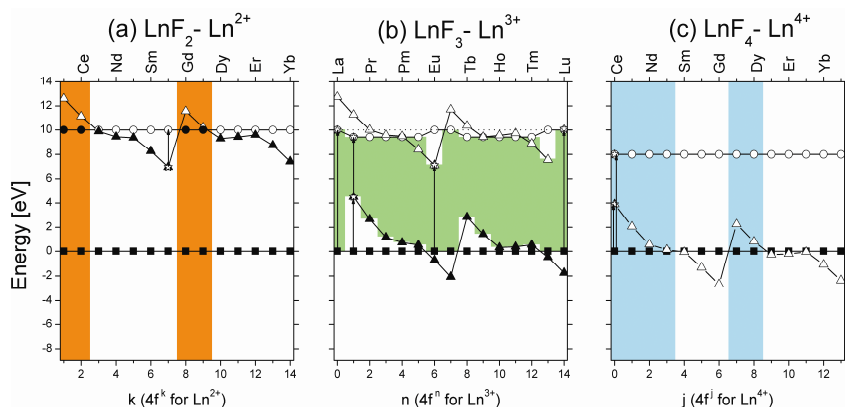 (a) LnF2- Ln2+
(b) LnF3- Ln3+
(c) LnF4- Ln4+
Ce Nd Sm Gd Dy Er Yb
La Pr Pm Eu Tb Ho Tm Lu
Ce Nd Sm Gd Dy Er Yb
Energy [eV]
14
12
10
8
6
4
2
0
-2
-4
-6
-8
2 4 6 8 10 12 14
0 2 4 6 8 10 12 14
0 2 4 6 8 10 12
k (4fk for Ln2+)
n (4fn for Ln3+)
j (4fj for Ln4+)